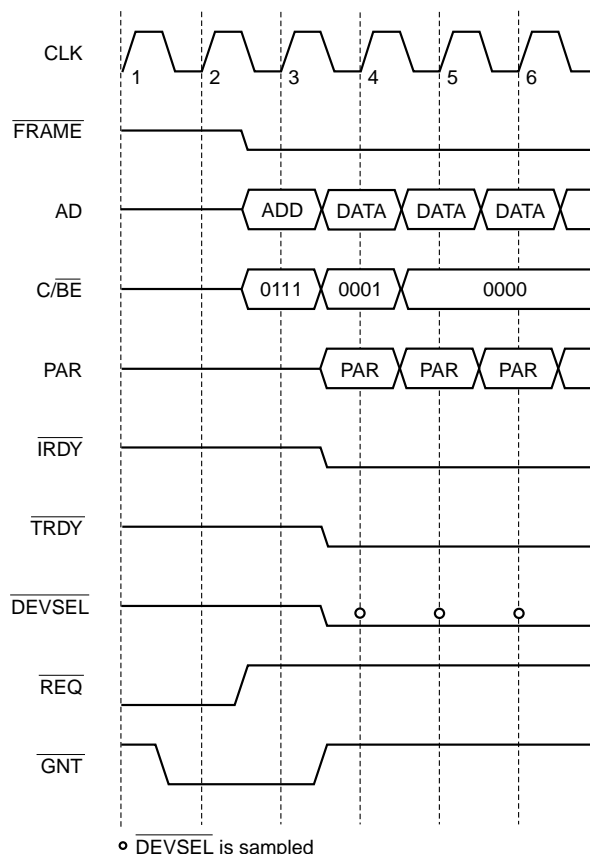 CLK
1 2 3 4 5 6
FRAME
AD ADD DATA DATA DATA
C/BE 0111 0001 0000
PAR PAR PAR PAR
IRDY
TRDY
DEVSEL
REQ
GNT
DEVSEL is sampled